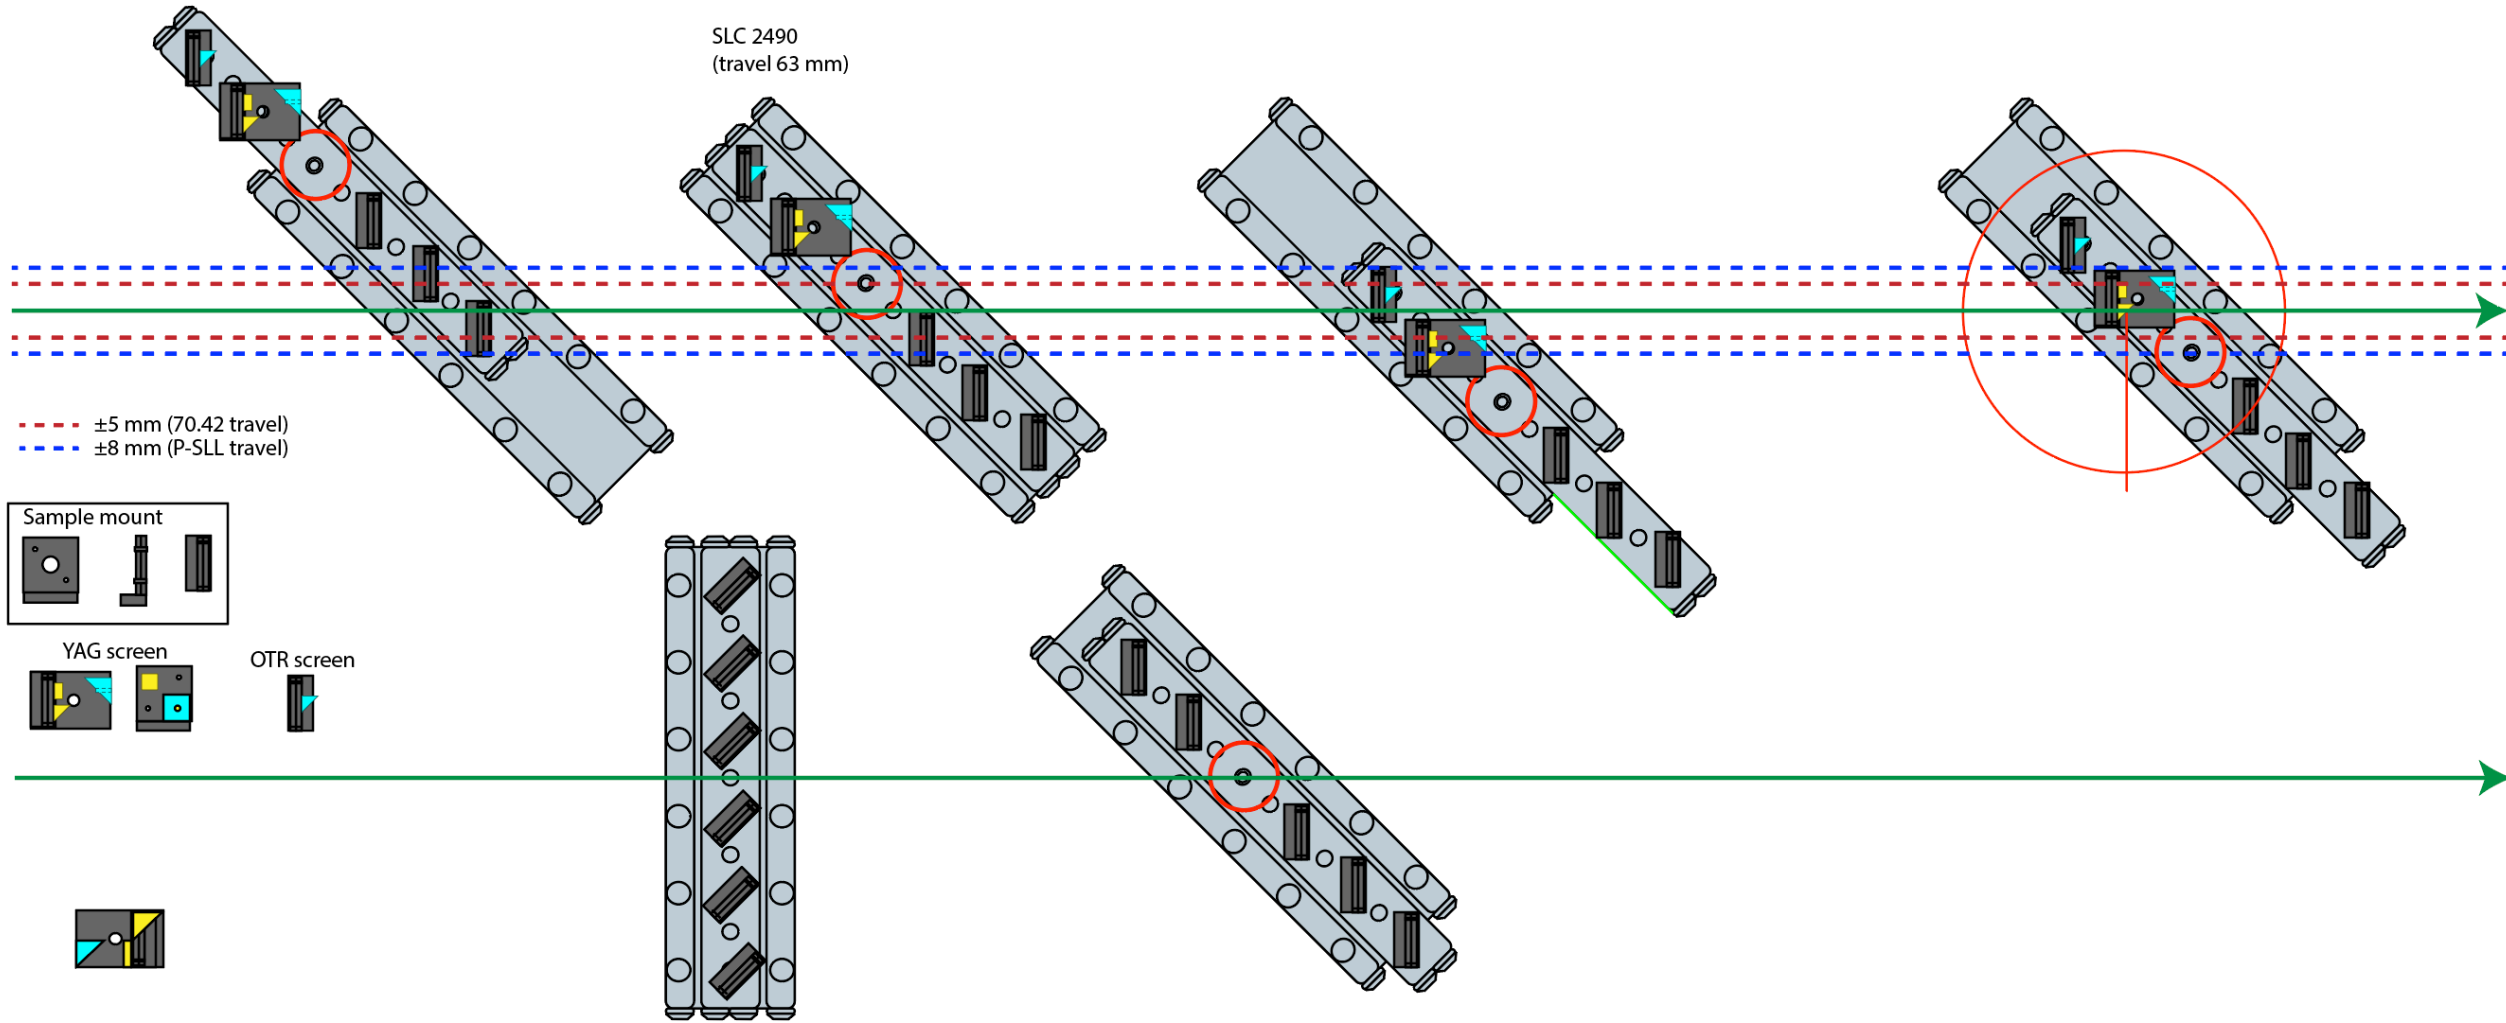 SLC 2490
(travel 63 mm)
±5 mm (70.42 travel)
±8 mm (P-SLL travel)
Sample mount
YAG screen
OTR screen